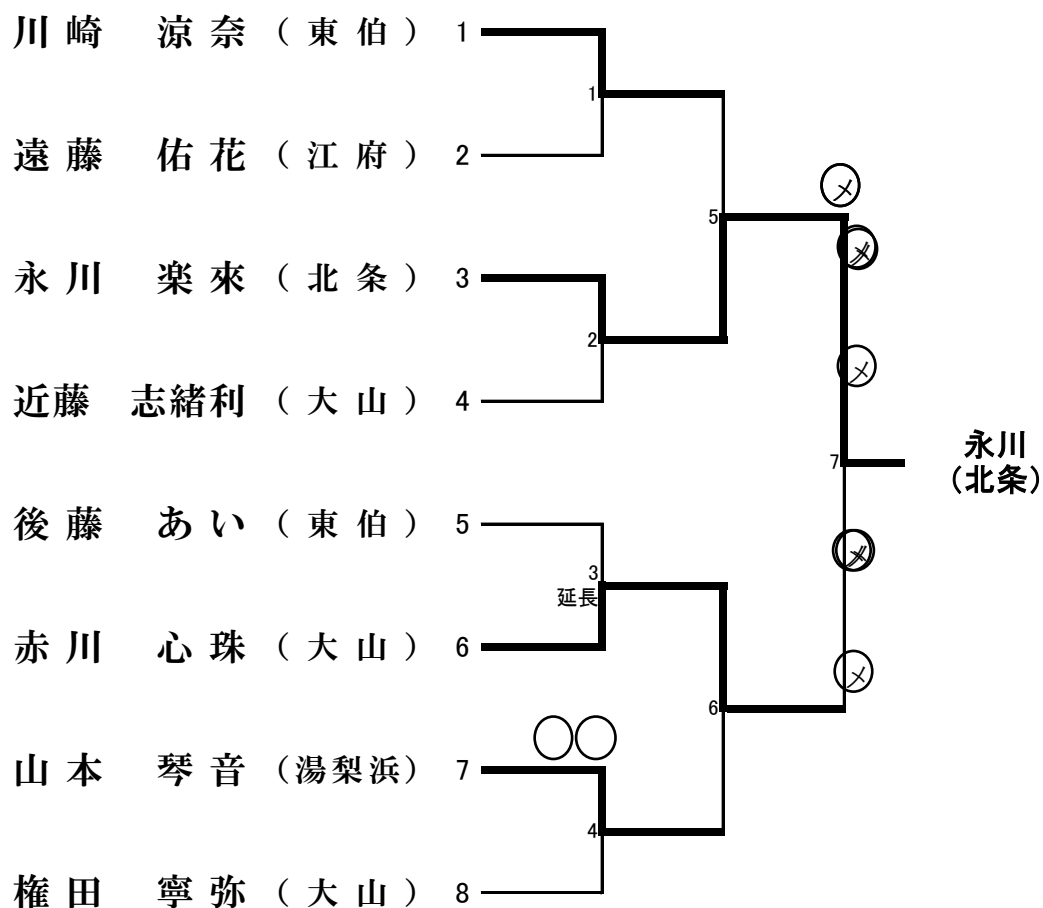 川崎 涼奈 （東伯） 1
1
遠藤 佑花 （江府） 2
メ
5
メ
永川 楽來 （北条） 3
2
メ
近藤 志緒利 （大山） 4
永川
7
（北条）
後藤 あい （東伯） 5
メ
3
延長
赤川 心珠 （大山） 6
メ
6
山本 琴音 （湯梨浜） 7
4
権田 寧弥 （大山） 8